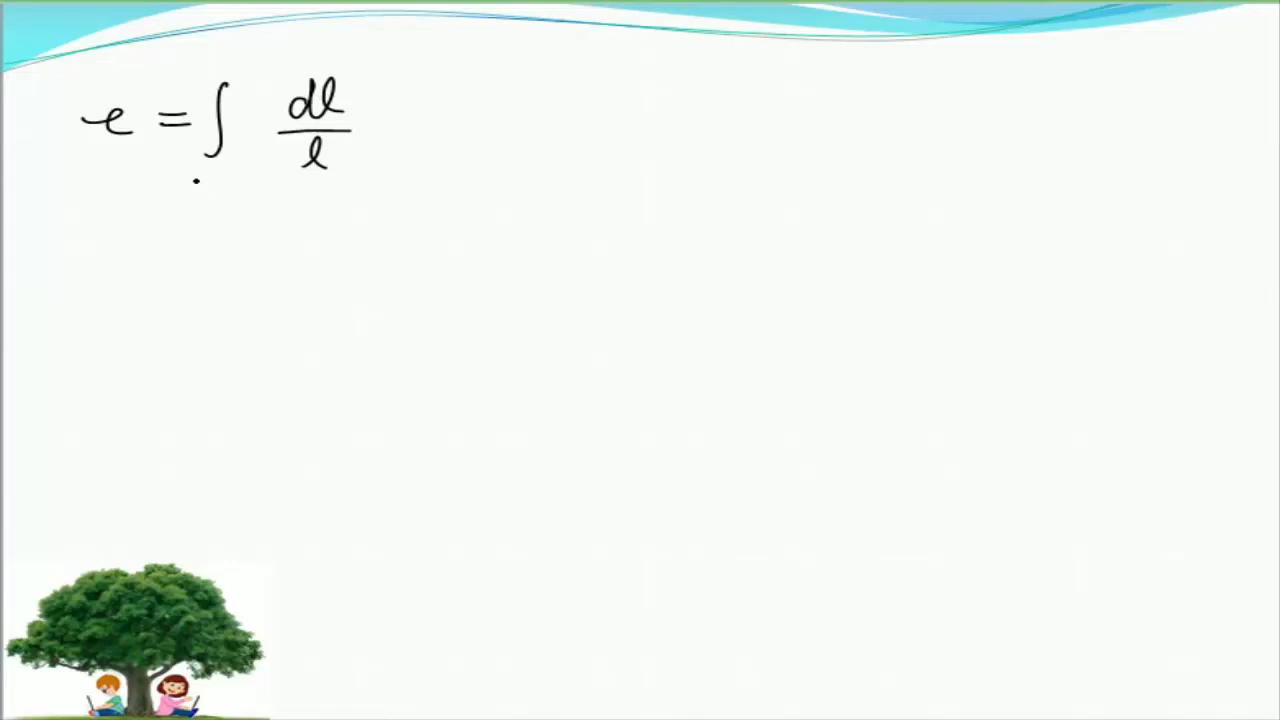 e = ∫ dl/l